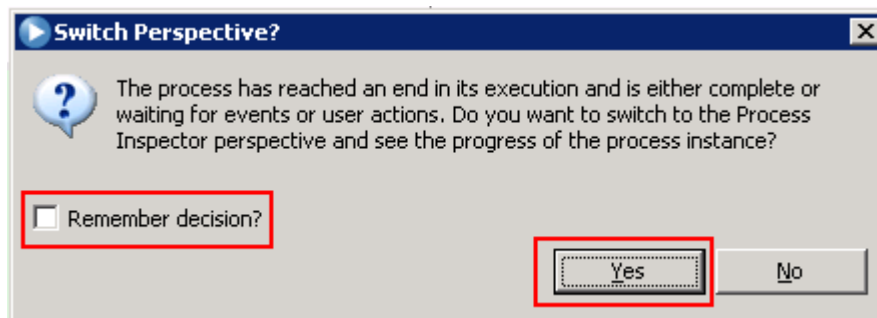 Switch Perspective?
The process has reached an end in its execution and is either complete or
waiting for events or user actions. Do you want to switch to the Process
Inspector perspective and see the progress of the process instance?
Remember decision?
Yes
No